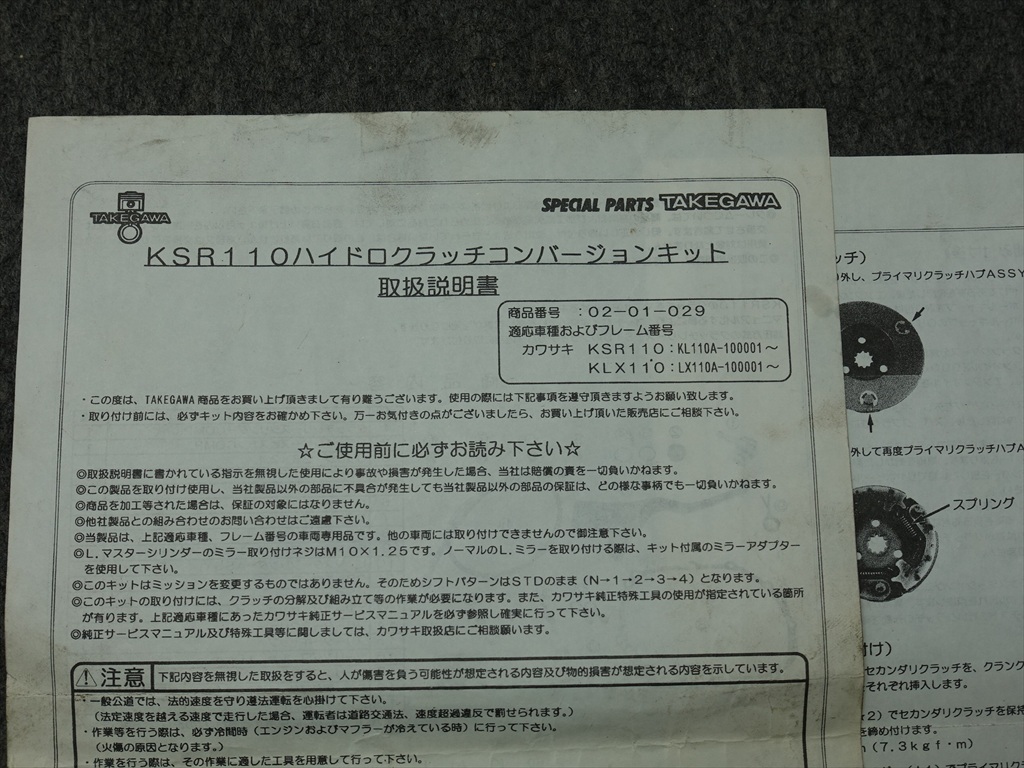 TAKEGAWA
SPECIAL PARTS TAKEGAWA
KSR110ハイドロクラッチコンバージョンキット
取扱説明書
商品番号 :02-01-029
適応車種およびフレーム番号
カワサキ KSR110:KL110A-100001~
KLX110:LX110A-100001~
・この度は、TAKEGAWA商品をお買い上げ頂きまして有り難うございます。使用の際には下記事項を遵守頂きますようお願い致します。
・取り付け前には、必ずキット内容をお確かめ下さい。万一お気付きの点がございましたら、お買い上げ頂いた販売店にご相談下さい。
☆ご使用前に必ずお読み下さい☆
◎取扱説明書に書かれている指示を無視した使用により事故や損害が発生した場合、当社は賠償の責を一切負いかねます。
◎この製品を取り付け使用し、当社製品以外の部品に不具合が発生しても当社製品以外の部品の保証は、どの様な事柄でも一切負いかねます。
◎商品を加工等された場合は、保証の対象にはなりません。
◎他社製品との組み合わせのお問い合わせはご遠慮下さい。
◎当製品は、上記適応車種、フレーム番号の車両専用品です。他の車両には取り付けできませんので御注意下さい。
◎L.マスターシリンダーのミラー取り付けネジはM10X1.25です。ノーマルのL.ミラーを取り付ける際は、キット付属のミラーアダプター
を使用して下さい。
◎このキットはミッションを変更するものではありません。そのためシフトパターンはSTDのまま(N→1→2→3→4)となります。
◎このキットの取り付けには、クラッチの分解及び組み立て等の作業が必要になります。また、カワサキ純正特殊工具の使用が指定されている箇所
が有ります。上記適応車種にあったカワサキ純正サービスマニュアルを必ず参照し確実に行って下さい。
◎純正サービスマニュアル及び特殊工具等に関しましては、カワサキ取扱店にご相談願います。
注意 下記内容を無視した取扱をすると、人が傷害を負う可能性が想定される内容及び物的損害が想定される内容を示しています。
・一般公道では、法的速度を守り遵法運転を心掛けて下さい。
(法定速度を越える速度で走行した場合、運転者は道路交通法、速度超過違反で罰せられます。)
・作業等を行う際は、必ず冷間時(エンジンおよびマフラーが冷えている時)に行って下さい。
(火傷の原因となります。)
・作業を行う際は、その作業に適した工具を用意して行って下さい。
ッチ)
外し、プライマリクラッチハブASSY
外して再度プライマリクラッチハブA
スプリング
け)
セカンダリクラッチを、クランク
それぞれ挿入します。
2)でセカンダリクラッチを保持
を締め付けます。
(7.3kgf・m)